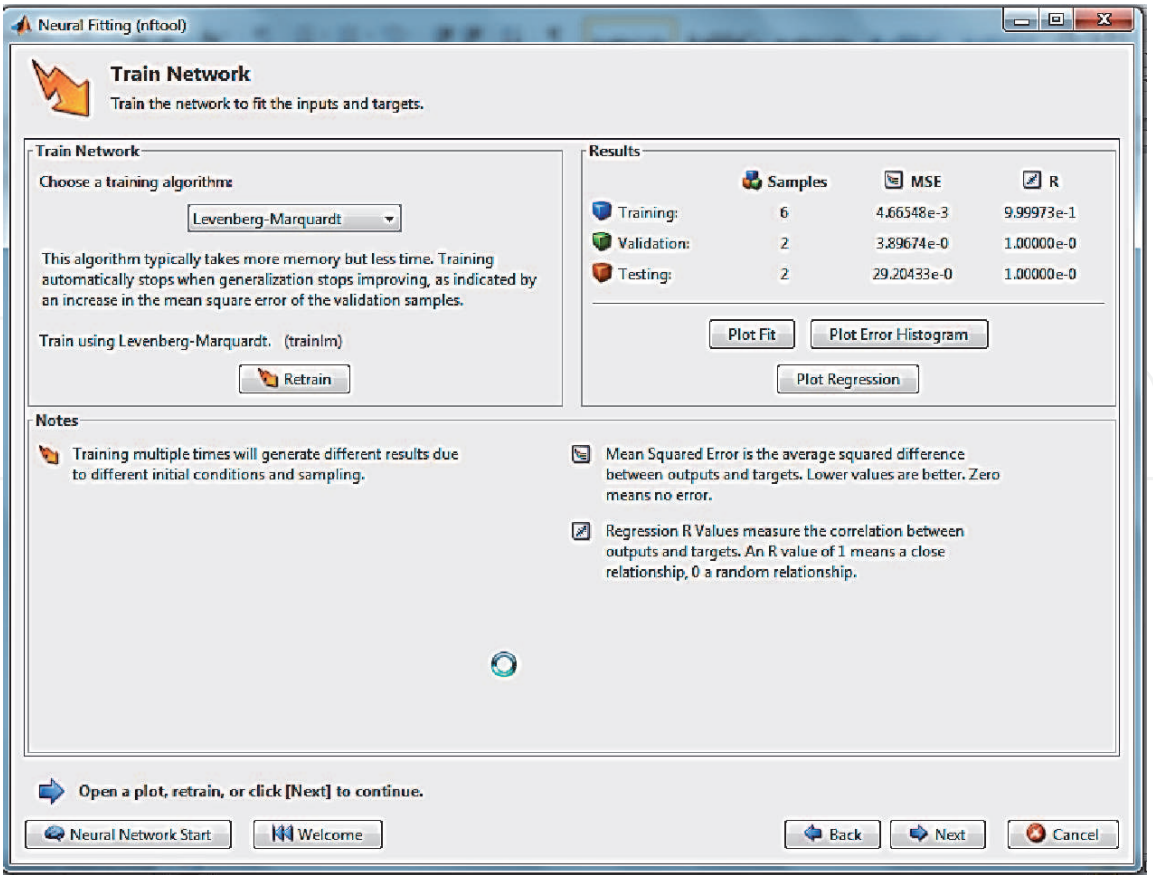 Neural Fitting (nftool)
Train Network
Train the network to fit the inputs and targets.
Train Network
Choose a training algorithm:
Levenberg-Marquardt
This algorithm typically takes more memory but less time. Training
automatically stops when generalization stops improving, as indicated by
an increase in the mean square error of the validation samples.
Train using Levenberg-Marquardt. (trainlm)
Retrain
Results
Samples MSE R
Training: 6 4.66548e-3 9.99973e-1
Validation: 2 3.89674e-0 1.00000e-0
Testing: 2 29.20433e-0 1.00000e-0
Plot Fit Plot Error Histogram
Plot Regression
Notes
Training multiple times will generate different results due
to different initial conditions and sampling.
Mean Squared Error is the average squared difference
between outputs and targets. Lower values are better. Zero
means no error.
Regression R Values measure the correlation between
outputs and targets. An R value of 1 means a close
relationship, 0 a random relationship.
Open a plot, retrain, or click [Next] to continue.
Neural Network Start Welcome Back Next Cancel